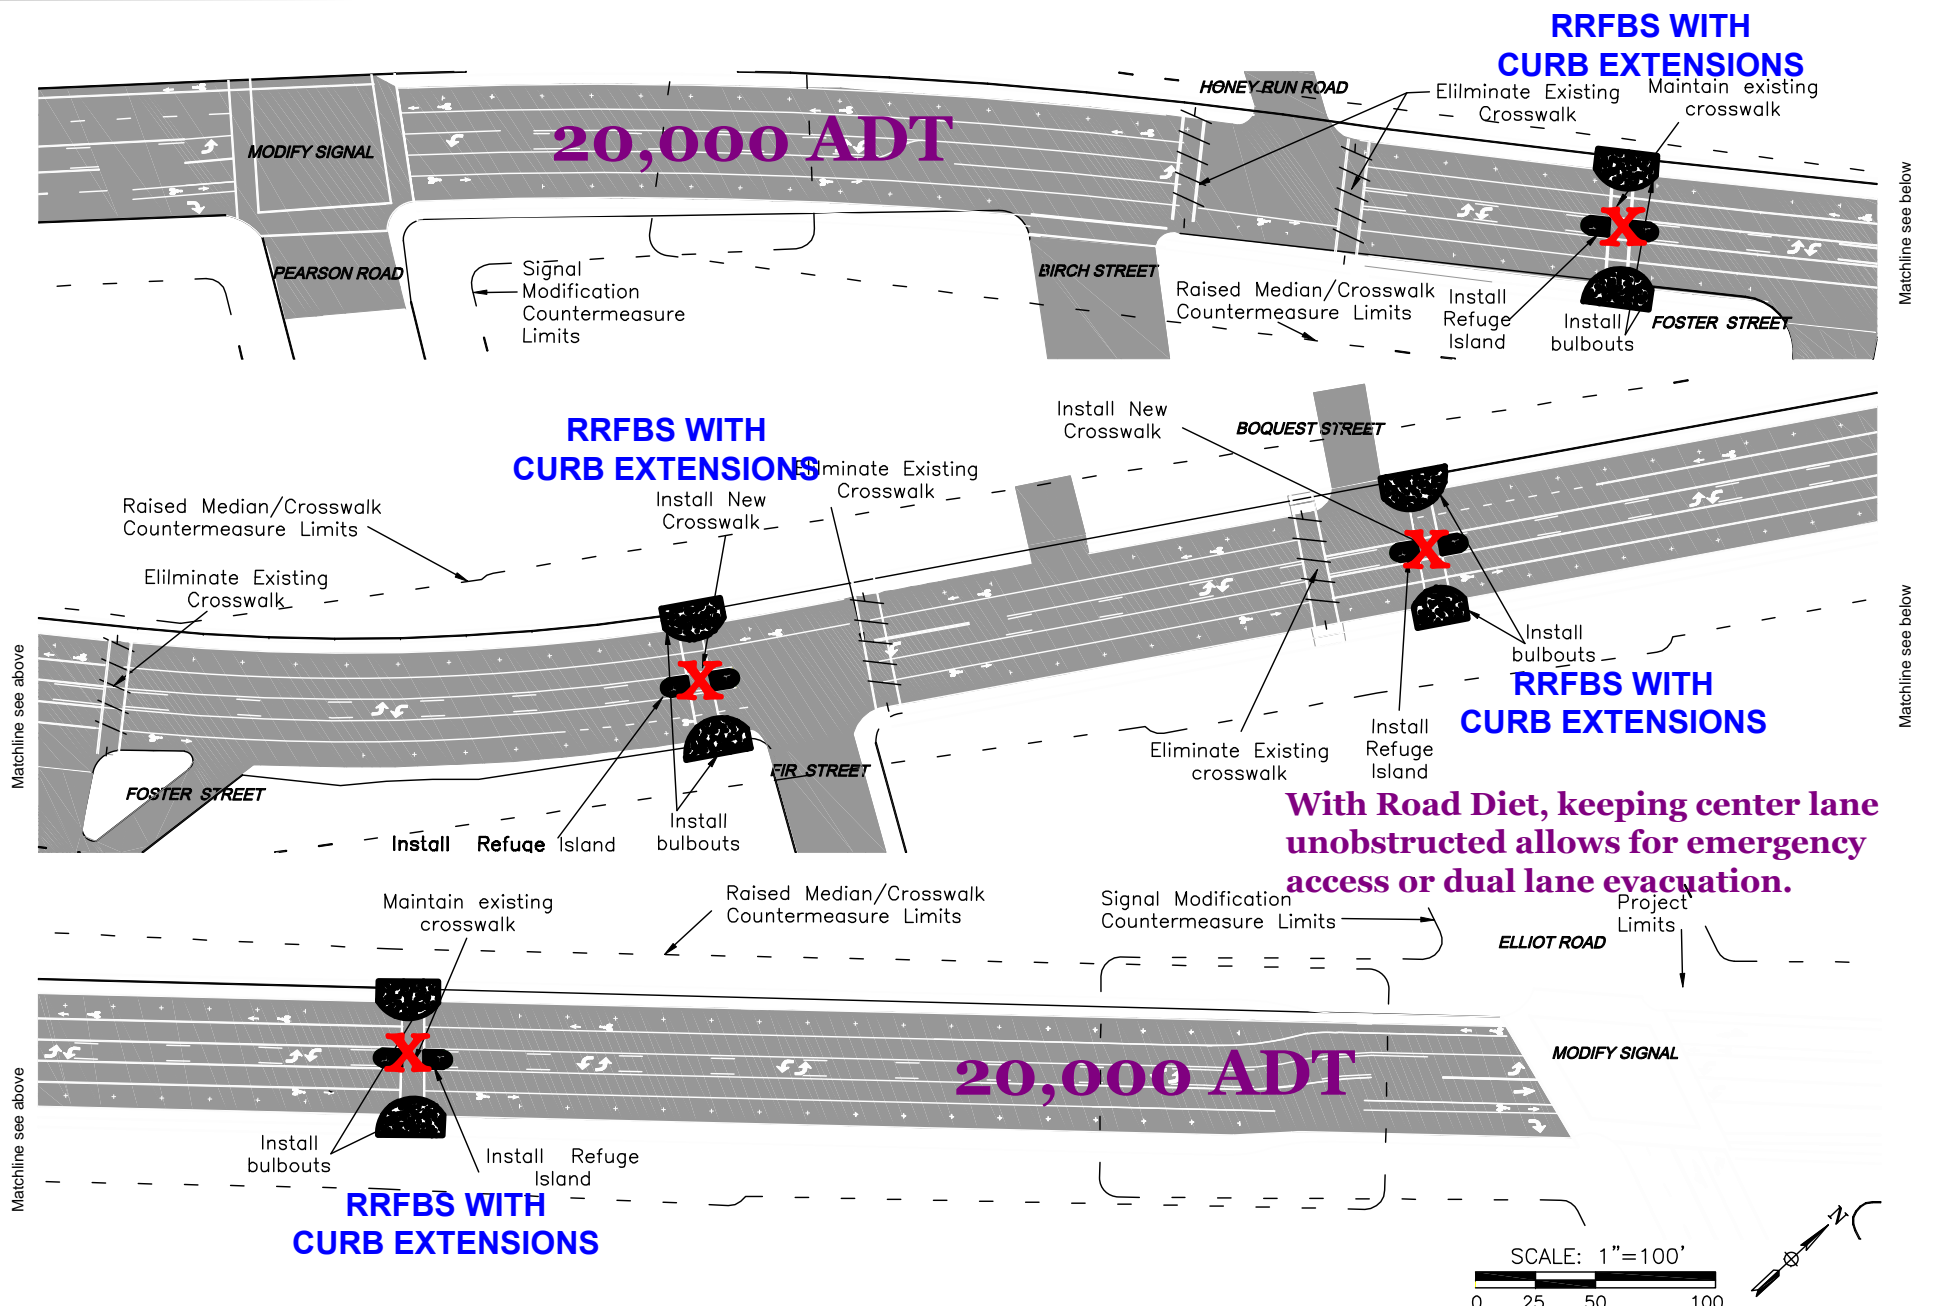 RRFBS WITH
CURB EXTENSIONS
HONEY RUN ROAD
Elilminate Existing
Crosswalk
Maintain existing
crosswalk
20,000 ADT
MODIFY SIGNAL
Matchline see below
PEARSON ROAD
Signal
Modification
Countermeasure
Limits
BIRCH STREET
Raised Median/Crosswalk
Countermeasure Limits
Install
Refuge
Island
X
Install
bulbouts
FOSTER STREET
Install New
Crosswalk
BOQUEST STREET
RRFBS WITH
CURB EXTENSIONS
Elilminate Existing
Crosswalk
Install New
Crosswalk
Raised Median/Crosswalk
Countermeasure Limits
Elilminate Existing
Crosswalk
X
X
Install
bulbouts
Matchline see above
Matchline see below
RRFBS WITH
CURB EXTENSIONS
Install
Refuge
Island
Eliminate Existing
crosswalk
FIR STREET
FOSTER STREET
Install
bulbouts
Install Refuge Island
With Road Diet, keeping center lane
unobstructed allows for emergency
access or dual lane evacuation.
Maintain existing
crosswalk
Raised Median/Crosswalk
Countermeasure Limits
Signal Modification
Countermeasure Limits
Project
Limits
ELLIOT ROAD
X
20,000 ADT
MODIFY SIGNAL
Matchline see above
Install
bulbouts
Install Refuge
Island
RRFBS WITH
CURB EXTENSIONS
N
SCALE: 1"=100'
0 25 50 100